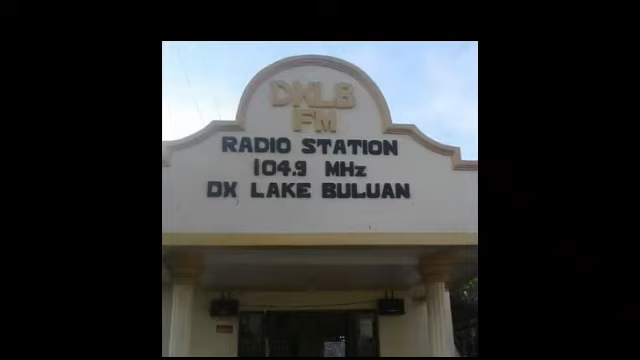 DXLB
FM
RADIO STATION
104.9 MHz
DX LAKE BULUAN